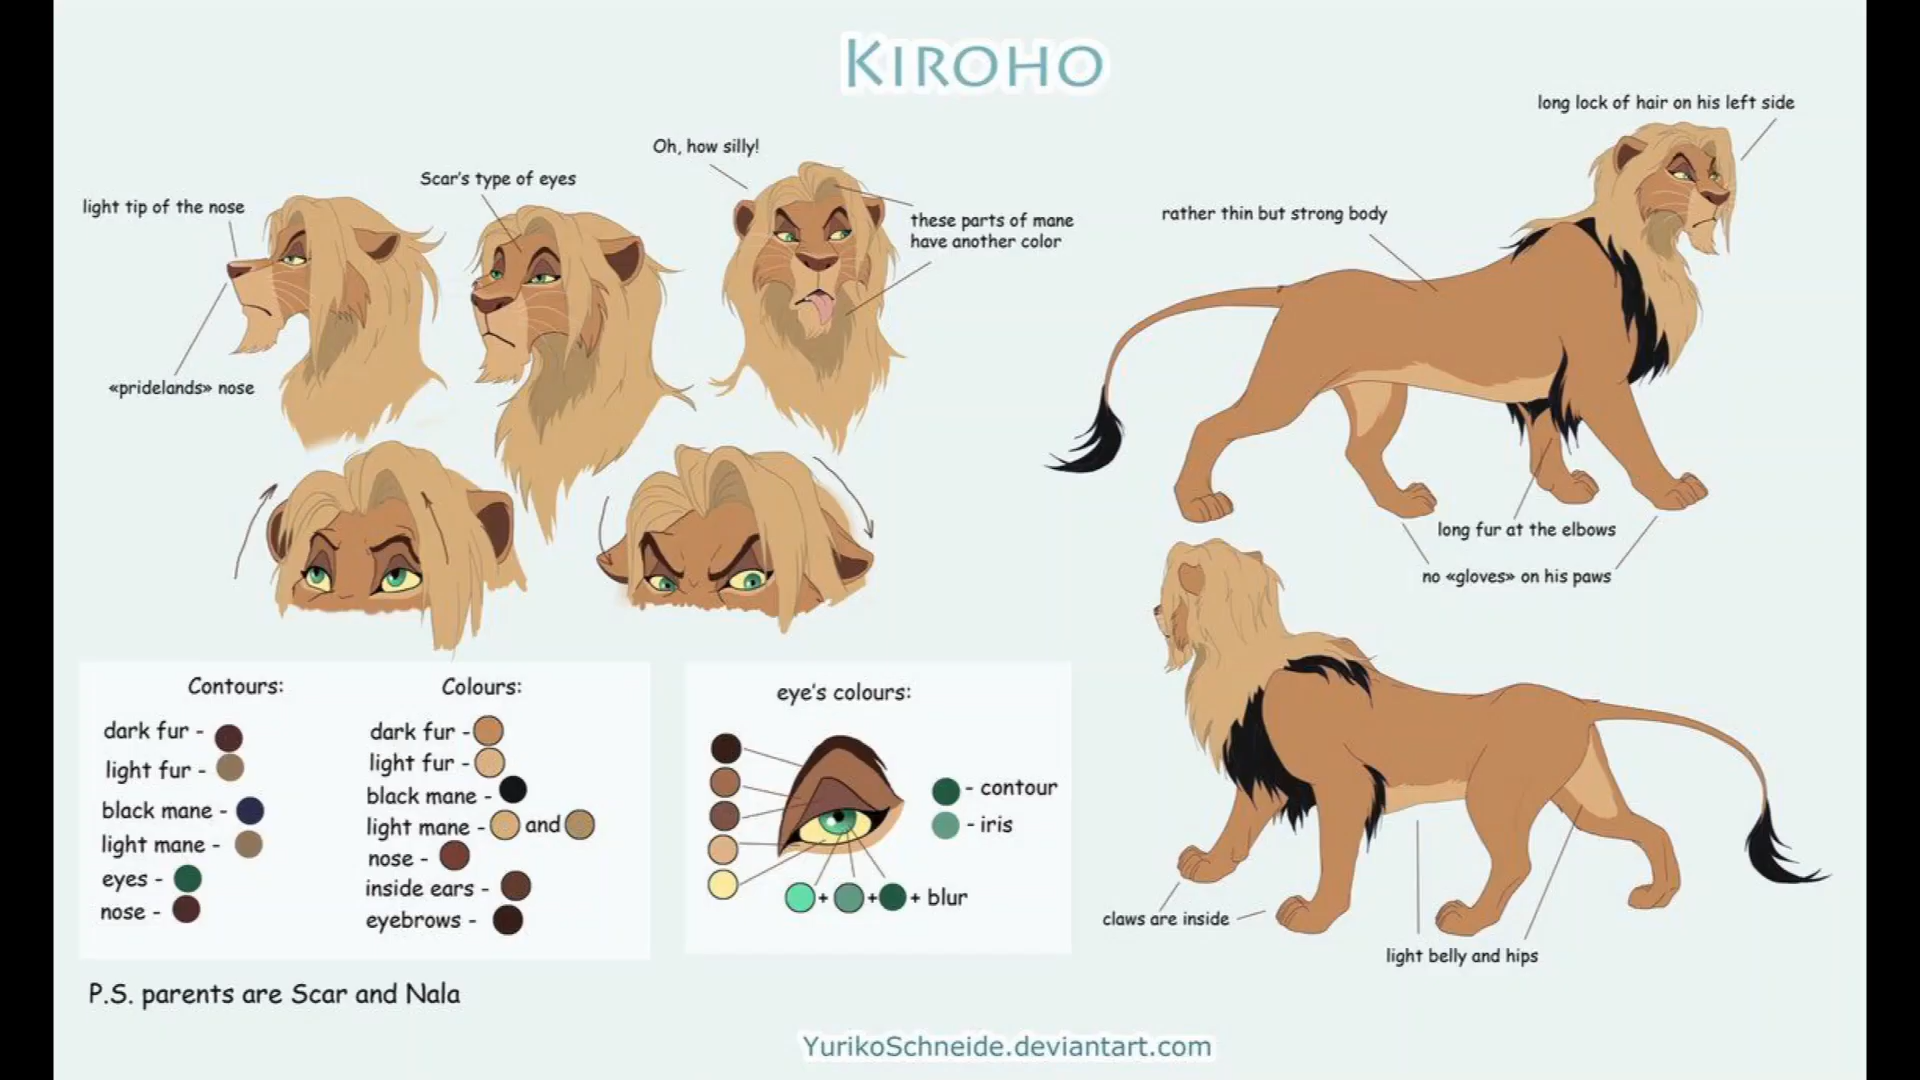 KIROHO
long lock of hair on his left side
Oh, how silly!
Scar's type of eyes
light tip of the nose
these parts of mane
have another color
rather thin but strong body
«pridelands» nose
long fur at the elbows
no «gloves» on his paws
Contours:
dark fur -
light fur -
black mane -
light mane -
eyes -
nose -
Colours:
dark fur -
light fur -
black mane -
light mane - and
nose -
inside ears -
eyebrows -
eye's colours:
- contour
- iris
+ + + blur
claws are inside
light belly and hips
P.S. parents are Scar and Nala
YurikoSchneide.deviantart.com